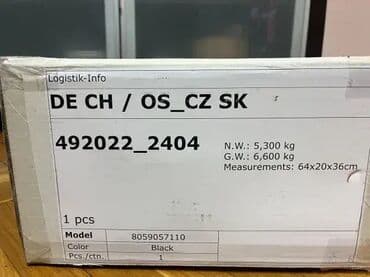 Logistik-Info
DE CH / OS_CZ SK
492022_2404
N.W.: 5,300 kg
G.W.: 6,600 kg
Measurements: 64x20x36cm
1 pcs
Model 8059057110
Color Black
Pcs /ctn. 1